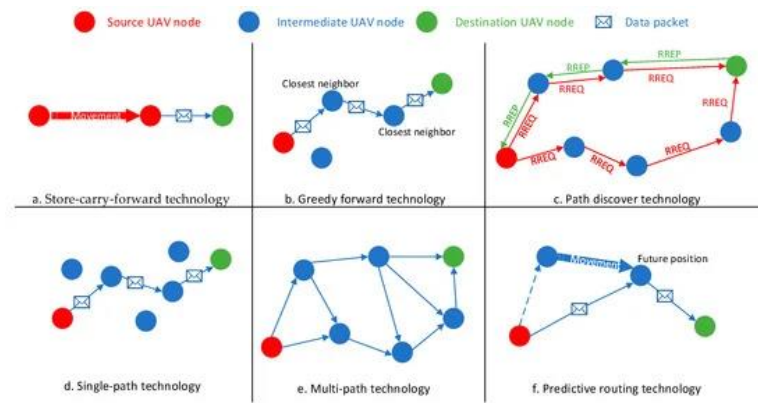 Source UAV node Intermediate UAV node Destination UAV node Data packet
Movement
a. Store-carry-forward technology
Closest neighbor
Closest neighbor
b. Greedy forward technology
RREP
RREP
RREQ
RREQ
RREP
RREQ
RREQ
RREQ
RREQ
RREQ
c. Path discover technology
d. Single-path technology
e. Multi-path technology
Movement
Future position
f. Predictive routing technology